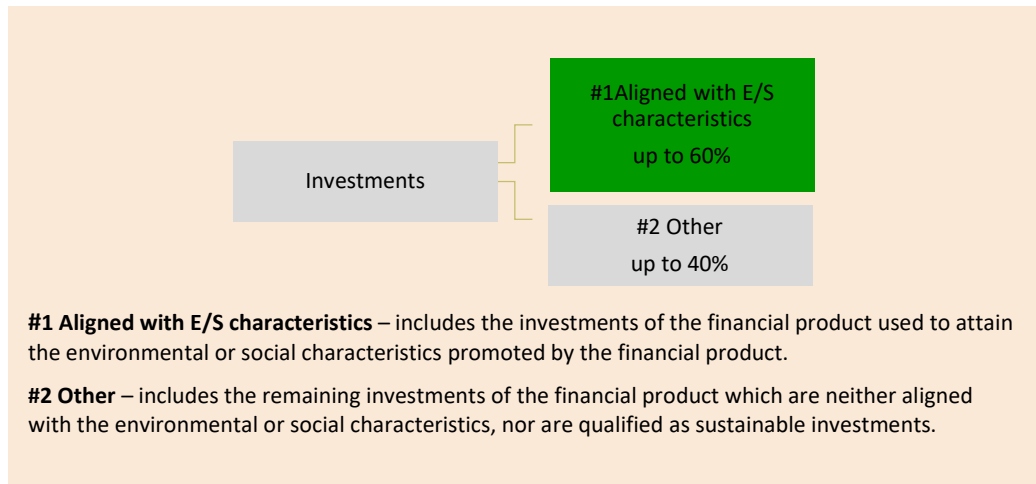 #1Aligned with E/S
characteristics
up to 60%
Investments
#2 Other
up to 40%
#1 Aligned with E/S characteristics – includes the investments of the financial product used to attain
the environmental or social characteristics promoted by the financial product.
#2 Other – includes the remaining investments of the financial product which are neither aligned
with the environmental or social characteristics, nor are qualified as sustainable investments.